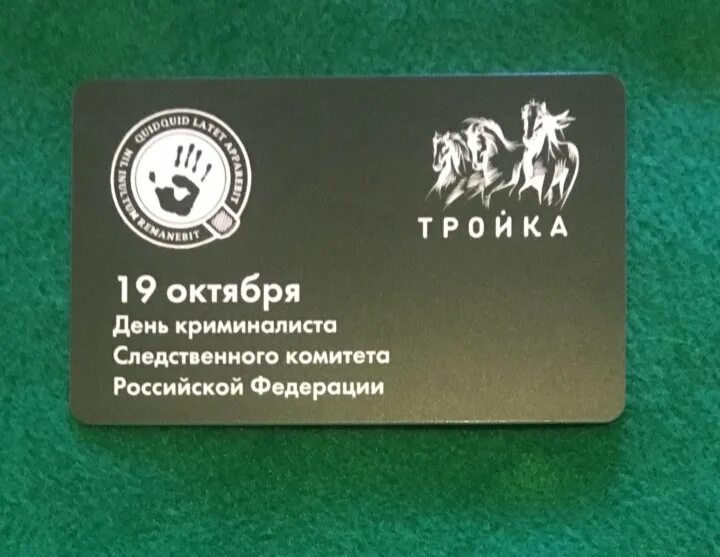 QUIDQUID LATET APPAREBIT
NIL INULTUM REMANEBIT
ТРОЙКА
19 октября
День криминалиста
Следственного комитета
Российской Федерации